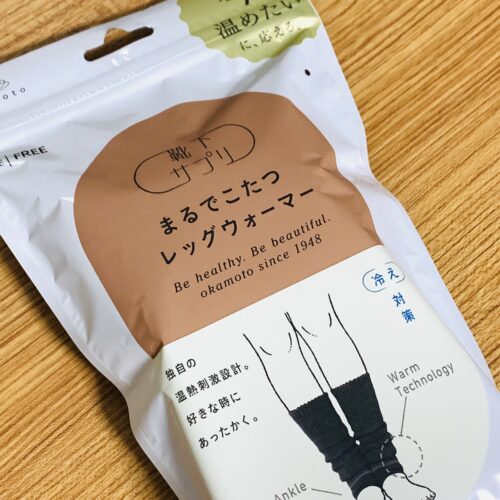 温めたい
に、応える。
FREE
靴下
サプリ
まるでこたつ
レッグウォーマー
Be healthy. Be beautiful.
okamoto since 1948
冷え
対策
独自の
温熱刺激設計。
好きな時に
あったかく。
Warm
Technology
Ankle